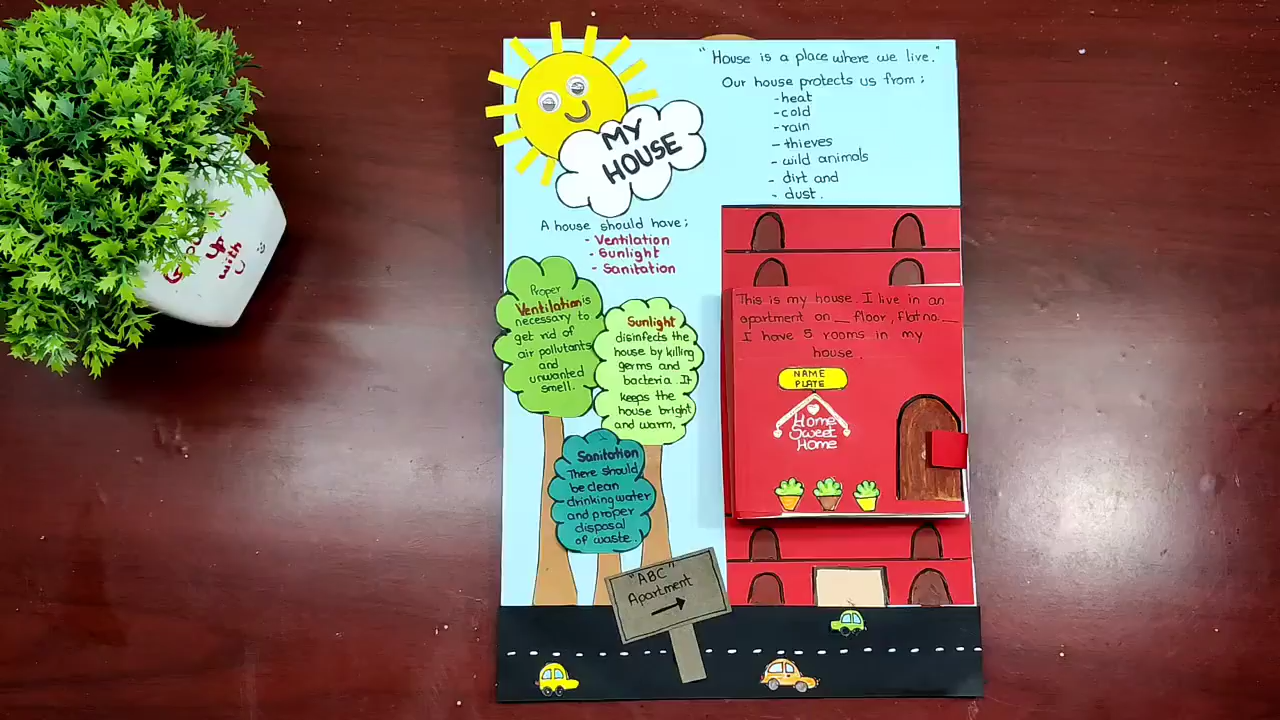 MY
HOUSE
"House is a place where we live."
Our house protects us from;
-heat
-cold
-rain
- thieves
- wild animals
- dirt and
- dust.
A house should have;
- Ventilation
- Sunlight
- Sanitation
Proper
Ventilation is
necessary to
get rid of
air pollutants
and
unwanted
smell.
Sunlight
disinfects the
house by killing
germs and
bacteria. It
keeps the
house bright
and warm.
Sanitation
There should
be clean
drinking water
and proper
disposal
of waste.
This is my house. I live in an
apartment on __ floor, flat no. __
I have 5 rooms in my
house.
NAME
PLATE
Home
Sweet
Home
"ABC"
Apartment
with